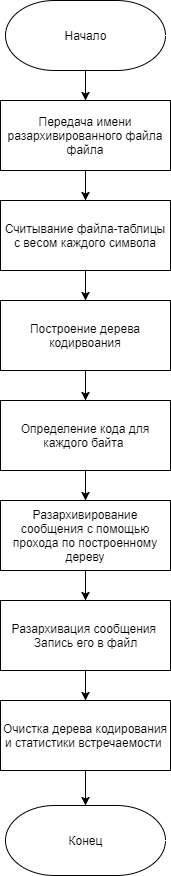 Начало
Передача имени
разархивированного файла
файла
Считывание файла-таблицы
с весом каждого символа
Построение дерева
кодирвоания
Определение кода для
каждого байта
Разархивирование
сообщения с помощью
прохода по построенному
дереву
Разархивация сообщения
Запись его в файл
Очистка дерева кодирования
и статистики встречаемости
Конец